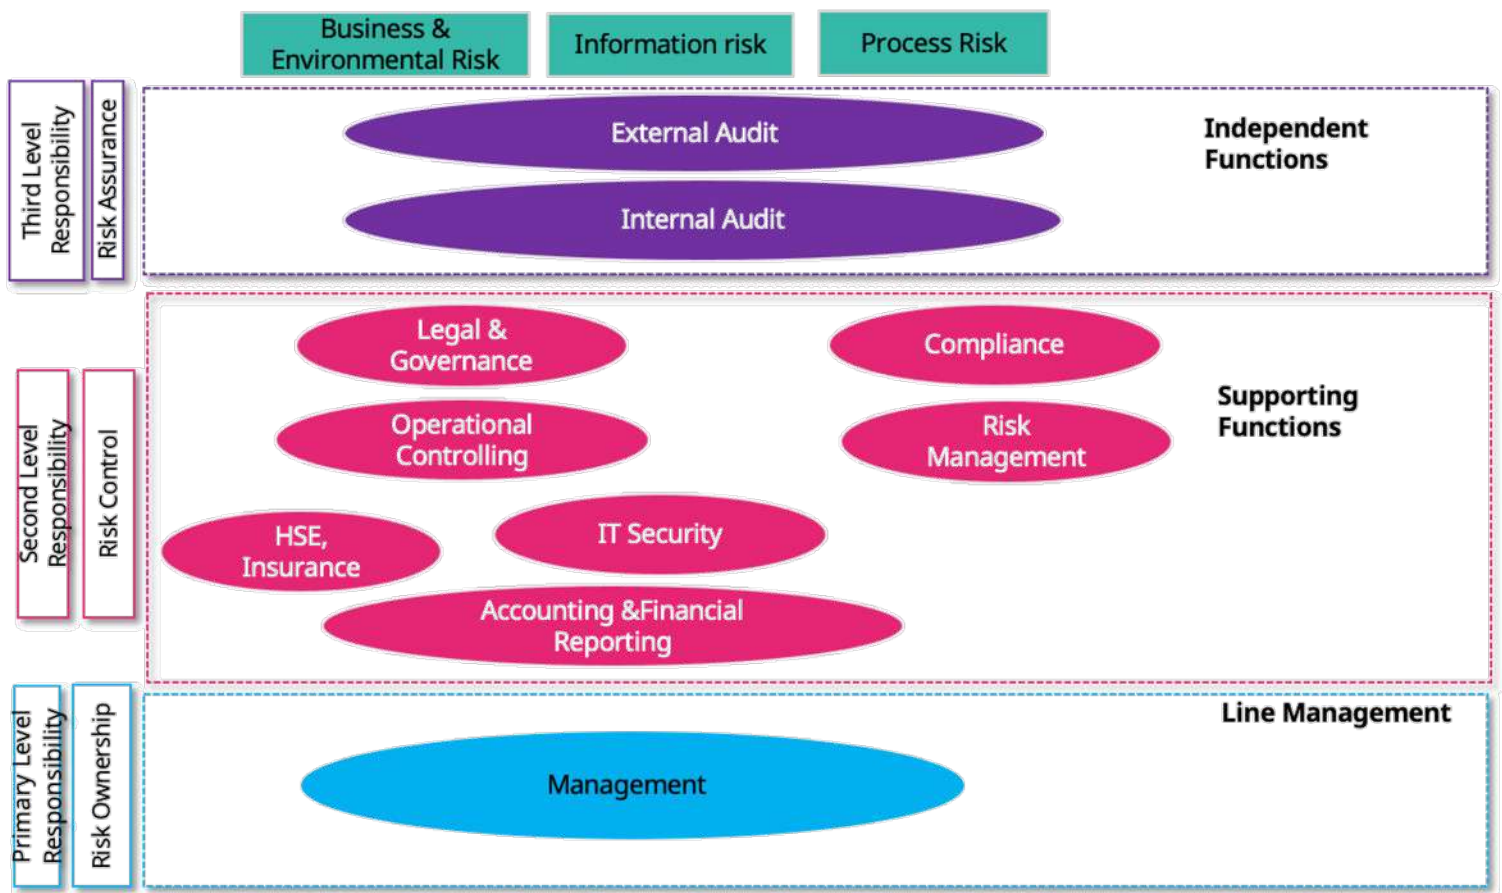 Business &
Environmental Risk
Information risk
Process Risk
Third Level
Responsibility
Risk Assurance
External Audit
Internal Audit
Independent
Functions
Second Level
Responsibility
Risk Control
Legal &
Governance
Compliance
Operational
Controlling
Risk
Management
Supporting
Functions
HSE,
Insurance
IT Security
Accounting &Financial
Reporting
Primary Level
Responsibility
Risk Ownership
Line Management
Management